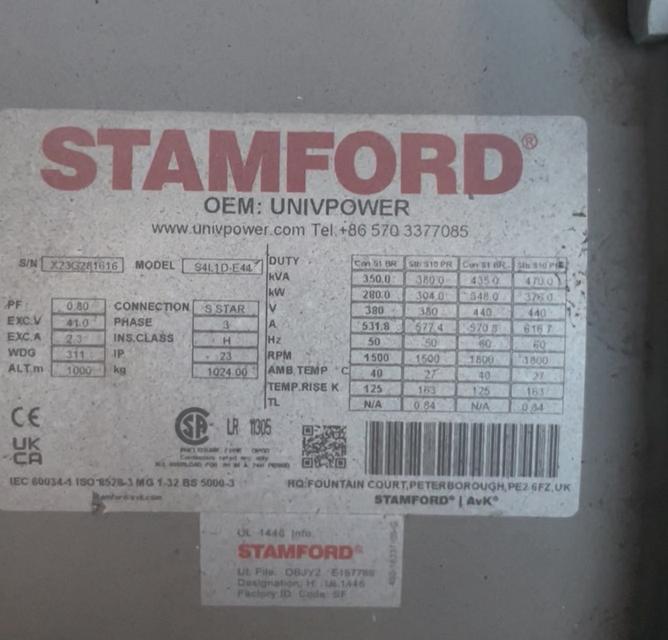 STAMFORD®
OEM: UNIVPOWER
www.univpower.com Tel.+86 570 3377085
S/N X23G281616 MODEL S4L1D-E44
DUTY Con S1 BR Stb S10 PR Con S1 BR Stb S10 PR
kVA 350.0 380.0 435.0 470.0
kW 280.0 304.0 348.0 376.0
PF 0.80 CONNECTION S STAR V 380 380 440 440
EXC.V 41.0 PHASE 3 A 531.8 577.4 570.8 616.7
EXC.A 2.3 INS.CLASS H Hz 50 50 60 60
WDG 311 IP 23 RPM 1500 1500 1800 1800
ALT.m 1000 kg 1024.00 AMB.TEMP °C 40 27 40 27
TEMP.RISE K 125 163 125 163
TL N/A 0.84 N/A 0.84
CE
UK
CA
SA LR 11305
IEC 60034-1 ISO 8528-3 MG 1-32 BS 5000-3
HQ:FOUNTAIN COURT,PETERBOROUGH,PE2 6FZ,UK
STAMFORD® | AvK®
UL 1446 Info.
STAMFORD®
UL File: OBJY2 E157789
Designation: H UL1446
Factory ID Code: SF